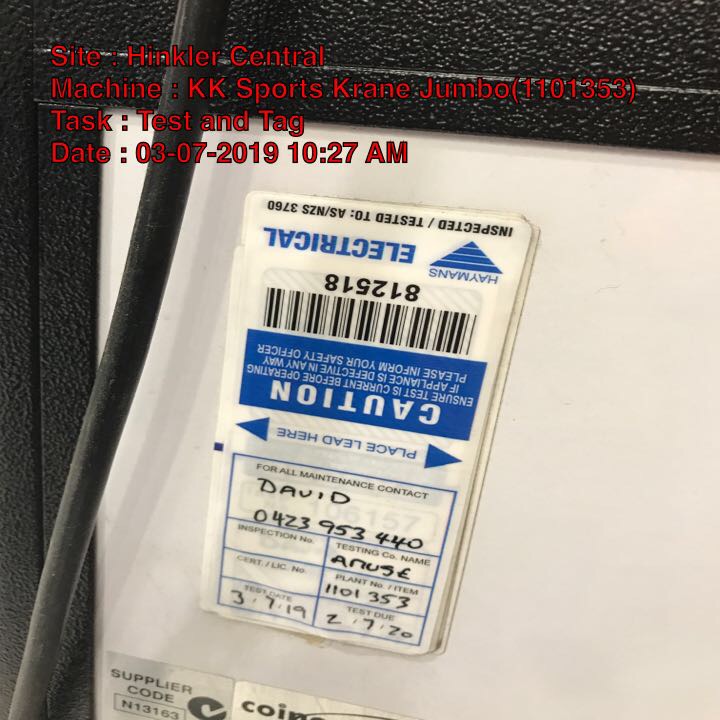 Site : Hinkler Central
Machine : KK Sports Krane Jumbo(1101353)
Task : Test and Tag
Date : 03-07-2019 10:27 AM
INSPECTED / TESTED TO: AS/NZS 3760
HAYMANS
ELECTRICAL
812518
CAUTION
ENSURE TEST IS CURRENT BEFORE OPERATING
IF APPLIANCE IS DEFECTIVE IN ANY WAY
PLEASE INFORM YOUR SAFETY OFFICER
PLACE LEAD HERE
FOR ALL MAINTENANCE CONTACT
DAVID
0423 953 440
INSPECTION No.
TESTING Co. NAME
AMUSE
CERT. / LIC. No.
PLANT No. / ITEM
1101353
TEST DATE
3/7/19
TEST DUE
2/7/20
106157
SUPPLIER
CODE
N13163